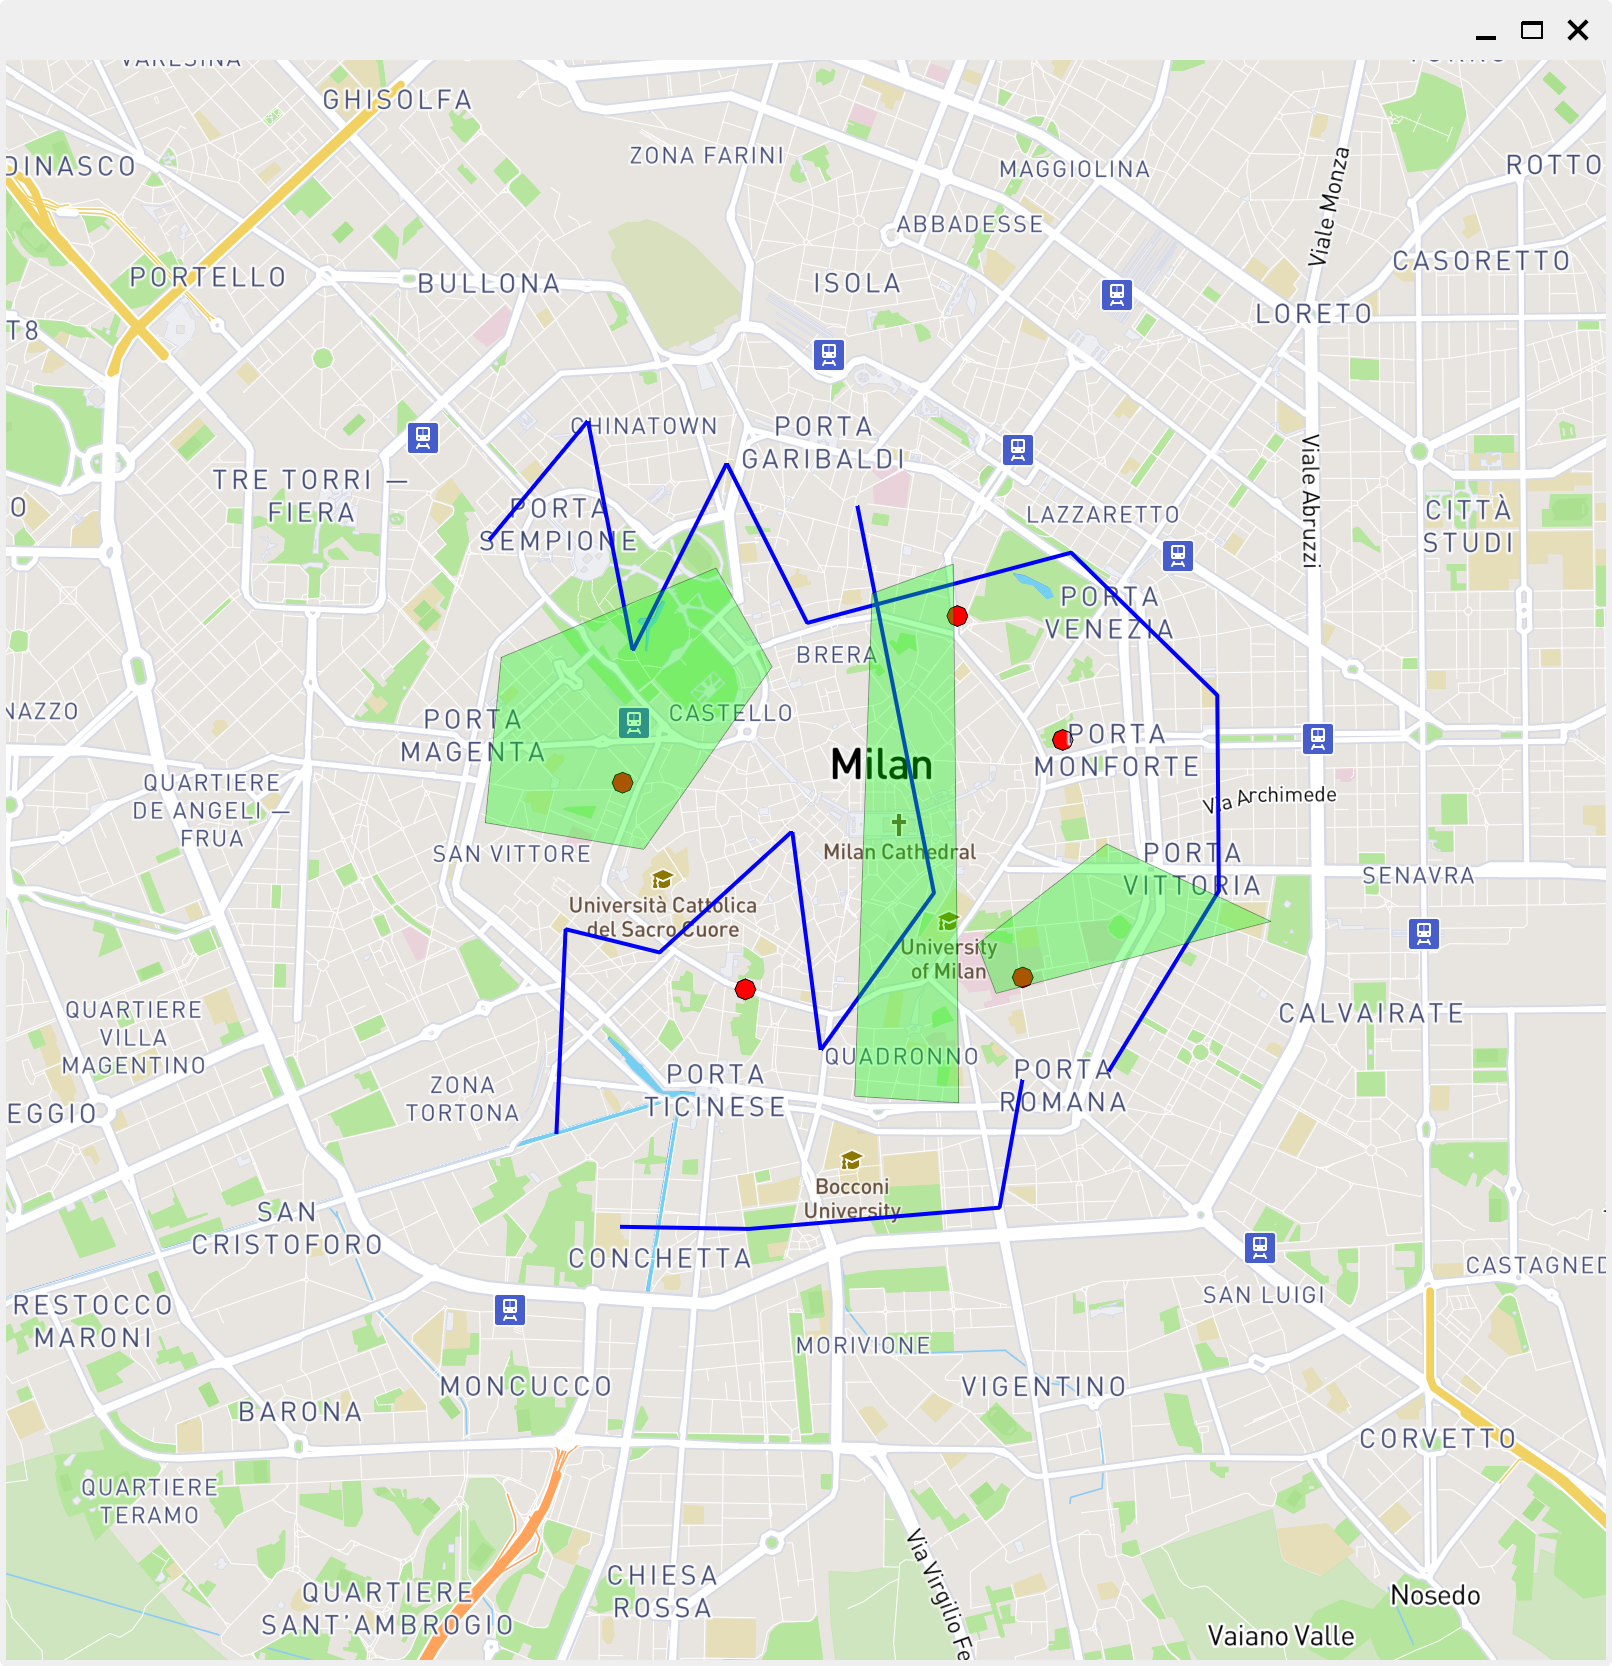 GHISOLFA
DINASCO
ZONA FARINI
MAGGIOLINA
ROTTO
Viale Monza
ABBADESSE
CASORETTO
PORTELLO
BULLONA
ISOLA
LORETO
T8
CHINATOWN
PORTA
GARIBALDI
Viale Abruzzi
TRE TORRI —
FIERA
O
PORTA
SEMPIONE
LAZZARETTO
CITTÀ
STUDI
PORTA
VENEZIA
BRERA
NAZZO
PORTA
MAGENTA
CASTELLO
PORTA
MONFORTE
Milan
QUARTIERE
DE ANGELI —
FRUA
Via Archimede
SAN VITTORE
Milan Cathedral
PORTA
VITTORIA
SENAVRA
Università Cattolica
del Sacro Cuore
University
of Milan
QUARTIERE
VILLA
MAGENTINO
CALVAIRATE
QUADRONNO
PORTA
ROMANA
ZONA
TORTONA
PORTA
TICINESE
EGGIO
Bocconi
University
SAN
CRISTOFORO
CONCHETTA
CASTAGNED
SAN LUIGI
RESTOCCO
MARONI
MORIVIONE
MONCUCCO
VIGENTINO
BARONA
CORVETTO
QUARTIERE
TERAMO
Via Virgilio Fe
CHIESA
ROSSA
QUARTIERE
SANT'AMBROGIO
Nosedo
Vaiano Valle